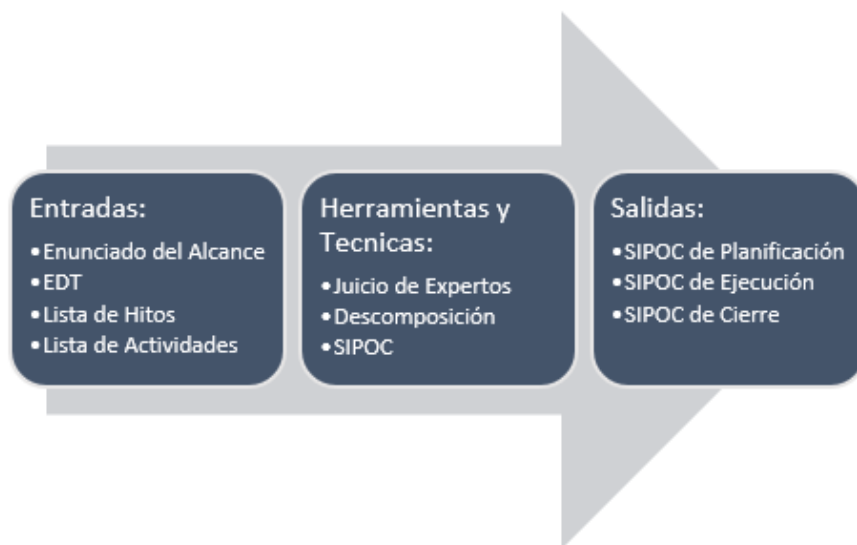 Entradas:
•Enunciado del Alcance
•EDT
•Lista de Hitos
•Lista de Actividades
Herramientas y
Tecnicas:
•Juicio de Expertos
•Descomposición
•SIPOC
Salidas:
•SIPOC de Planificación
•SIPOC de Ejecución
•SIPOC de Cierre